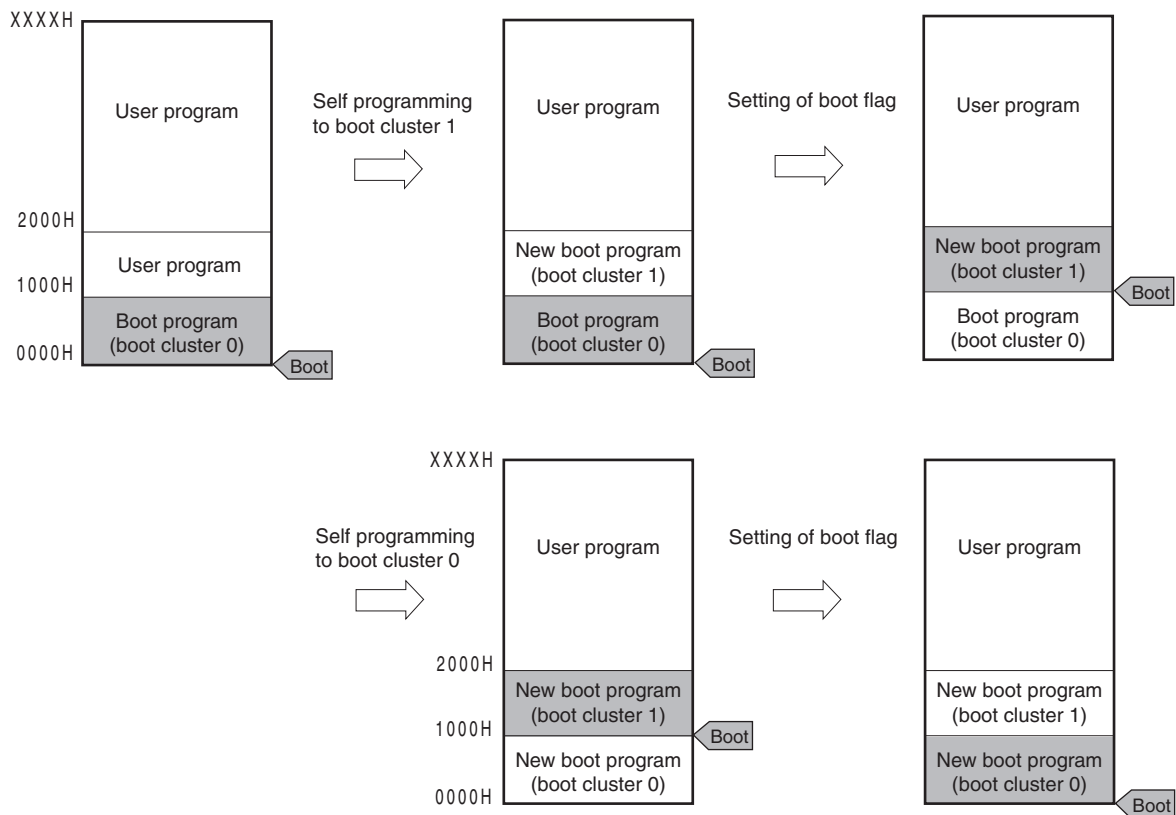 XXXXH
User program
2000H
User program
1000H
Boot program
(boot cluster 0)
0000H
Boot
Self programming
to boot cluster 1
User program
New boot program
(boot cluster 1)
Boot program
(boot cluster 0)
Boot
Setting of boot flag
User program
New boot program
(boot cluster 1)
Boot
Boot program
(boot cluster 0)
Self programming
to boot cluster 0
XXXXH
User program
2000H
New boot program
(boot cluster 1)
1000H
Boot
New boot program
(boot cluster 0)
0000H
Setting of boot flag
User program
New boot program
(boot cluster 1)
New boot program
(boot cluster 0)
Boot